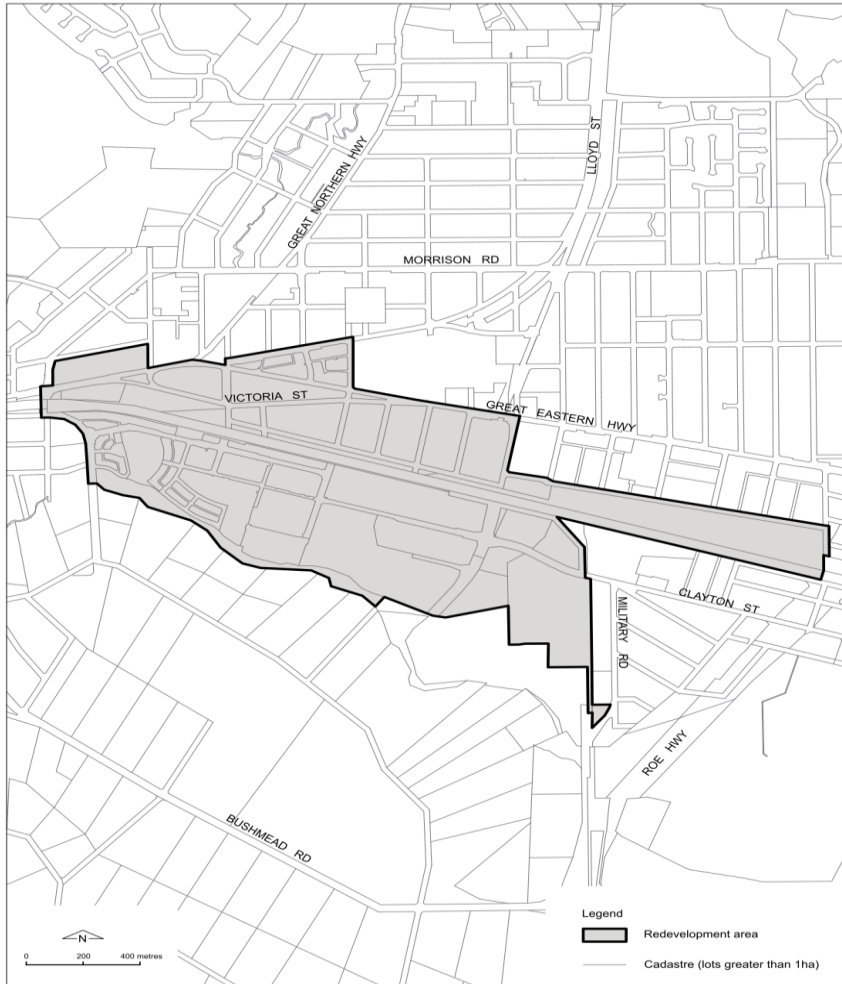 LLOYD ST
GREAT NORTHERN HWY
MORRISON RD
VICTORIA ST
GREAT EASTERN HWY
CLAYTON ST
MILITARY RD
ROE HWY
BUSHMEAD RD
Legend
Redevelopment area
Cadastre (lots greater than 1ha)
N
0 200 400 metres